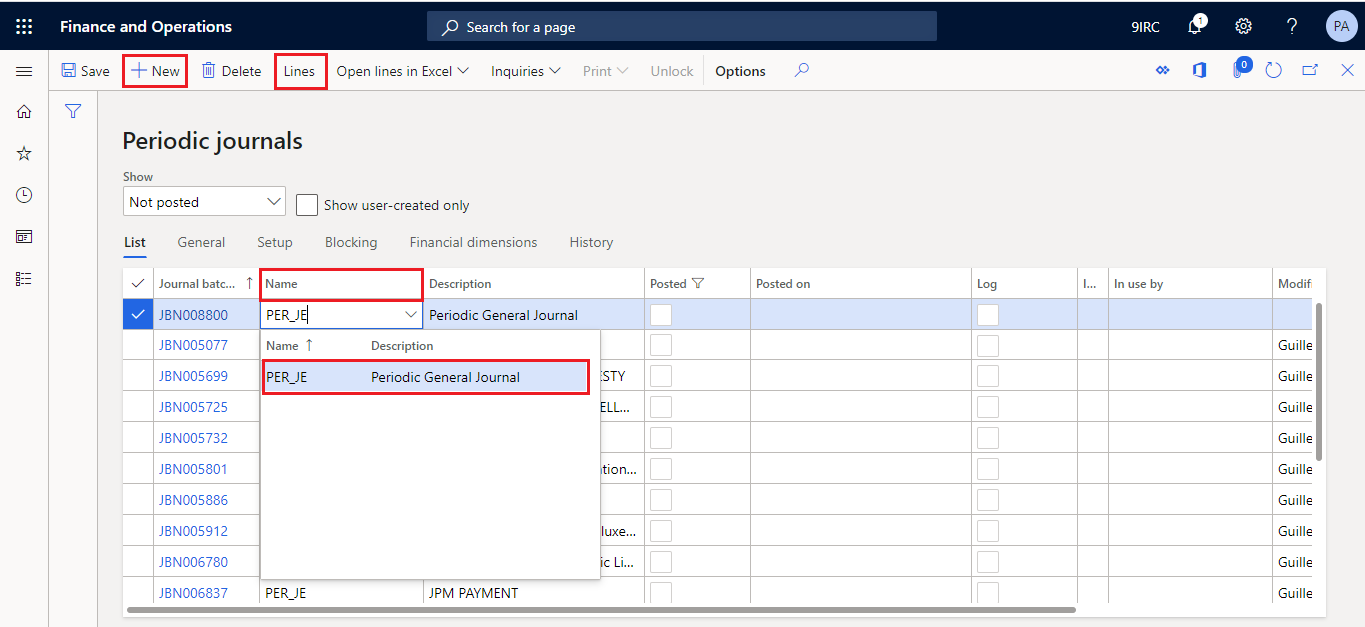 Finance and Operations
Search for a page
9IRC
1
?
PA
Save
New
Delete
Lines
Open lines in Excel
Inquiries
Print
Unlock
Options
0
Periodic journals
Show
Not posted
Show user-created only
List General Setup Blocking Financial dimensions History
Journal batc... ↑ Name Description Posted Posted on Log I... In use by Modifi
JBN008800 PER_JE Periodic General Journal
Name ↑ Description
PER_JE Periodic General Journal
JBN005077 Guille
JBN005699 ESTY Guille
JBN005725 ELL... Guille
JBN005732 Guille
JBN005801 ation... Guille
JBN005886 Guille
JBN005912 luxe... Guille
JBN006780 ic Li... Guille
JBN006837 PER_JE JPM PAYMENT Guille